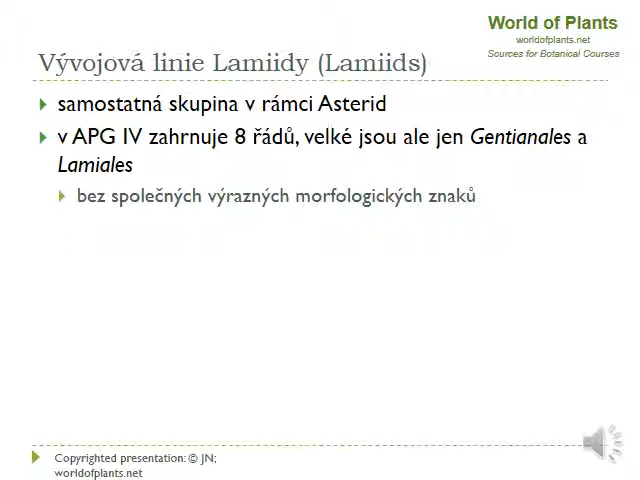 World of Plants
worldofplants.net
Sources for Botanical Courses
Vývojová linie Lamiidy (Lamiids)
samostatná skupina v rámci Asterid
v APG IV zahrnuje 8 řádů, velké jsou ale jen Gentianales a
Lamiales
bez společných výrazných morfologických znaků
Copyrighted presentation: © JN;
worldofplants.net